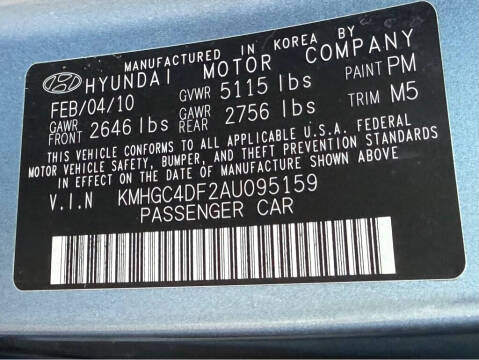 MANUFACTURED IN KOREA BY
HYUNDAI MOTOR COMPANY
FEB/04/10 GVWR 5115 lbs PAINT PM
GAWR FRONT 2646 lbs GAWR REAR 2756 lbs TRIM M5
THIS VEHICLE CONFORMS TO ALL APPLICABLE U.S.A. FEDERAL
MOTOR VEHICLE SAFETY, BUMPER, AND THEFT PREVENTION STANDARDS
IN EFFECT ON THE DATE OF MANUFACTURE SHOWN ABOVE.
V.I.N KMHGC4DF2AU095159
PASSENGER CAR